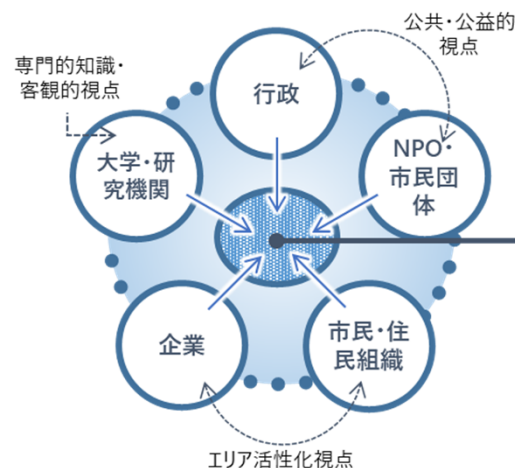 公共・公益的
視点
専門的知識・
客観的視点
行政
大学・研
究機関
NPO・
市民団
体
企業
市民・住
民組織
エリア活性化視点